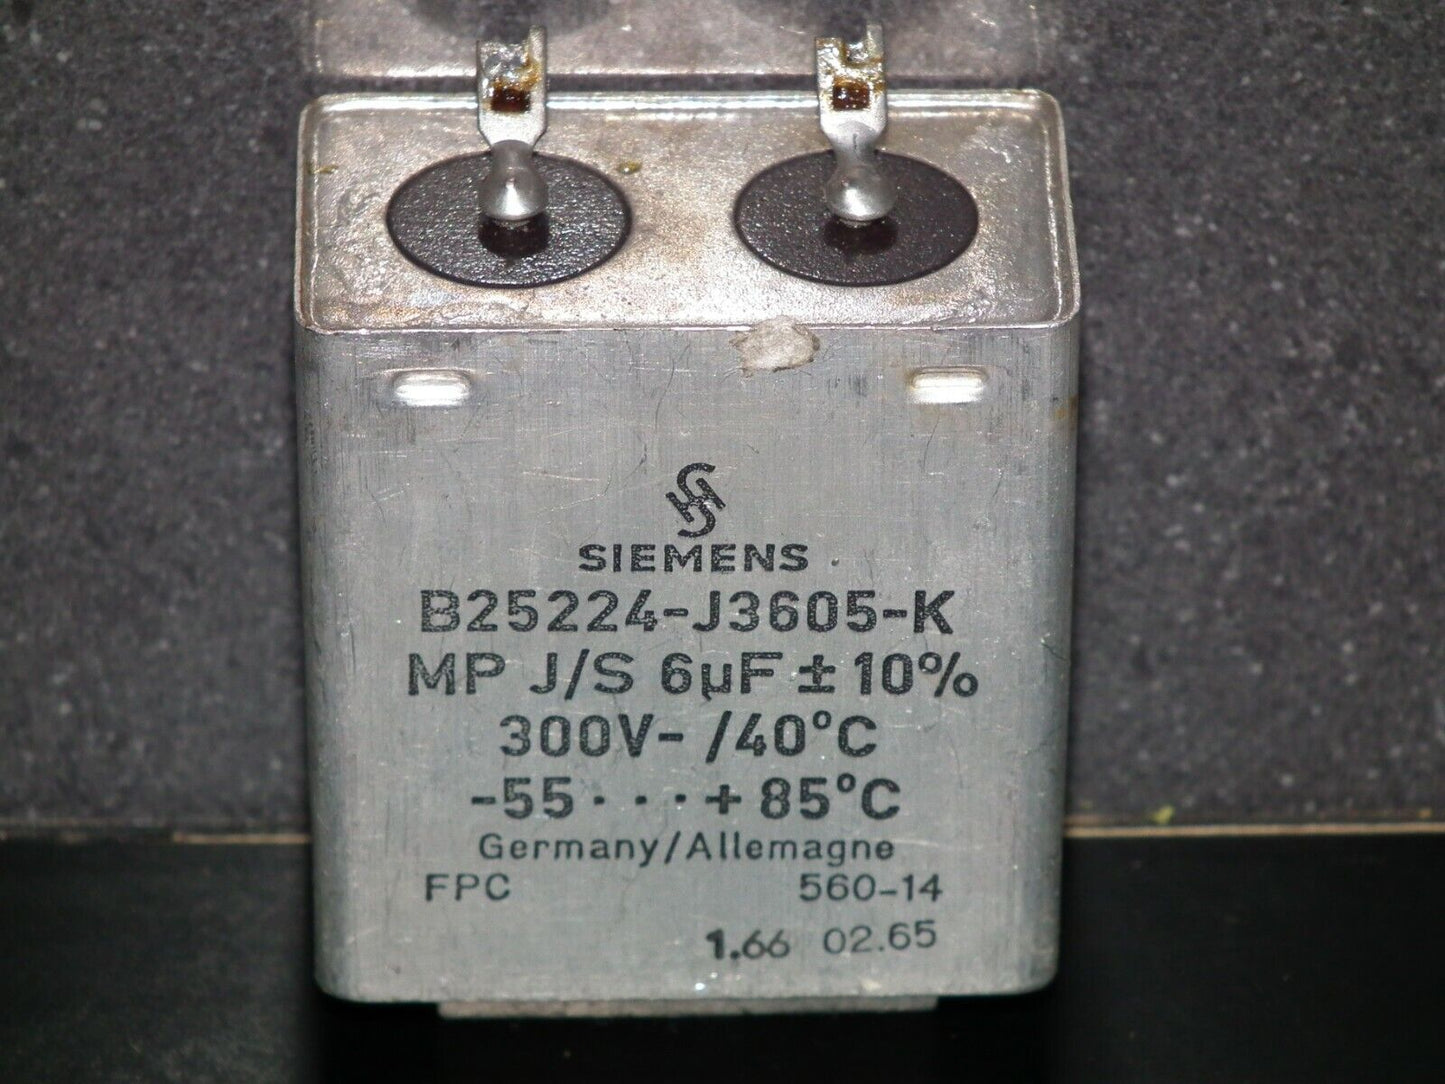 SIEMENS
B25224-J3605-K
MP J/S 6µF ± 10%
300V- /40°C
-55···+85°C
Germany/Allemagne
FPC 560-14
1.66 02.65